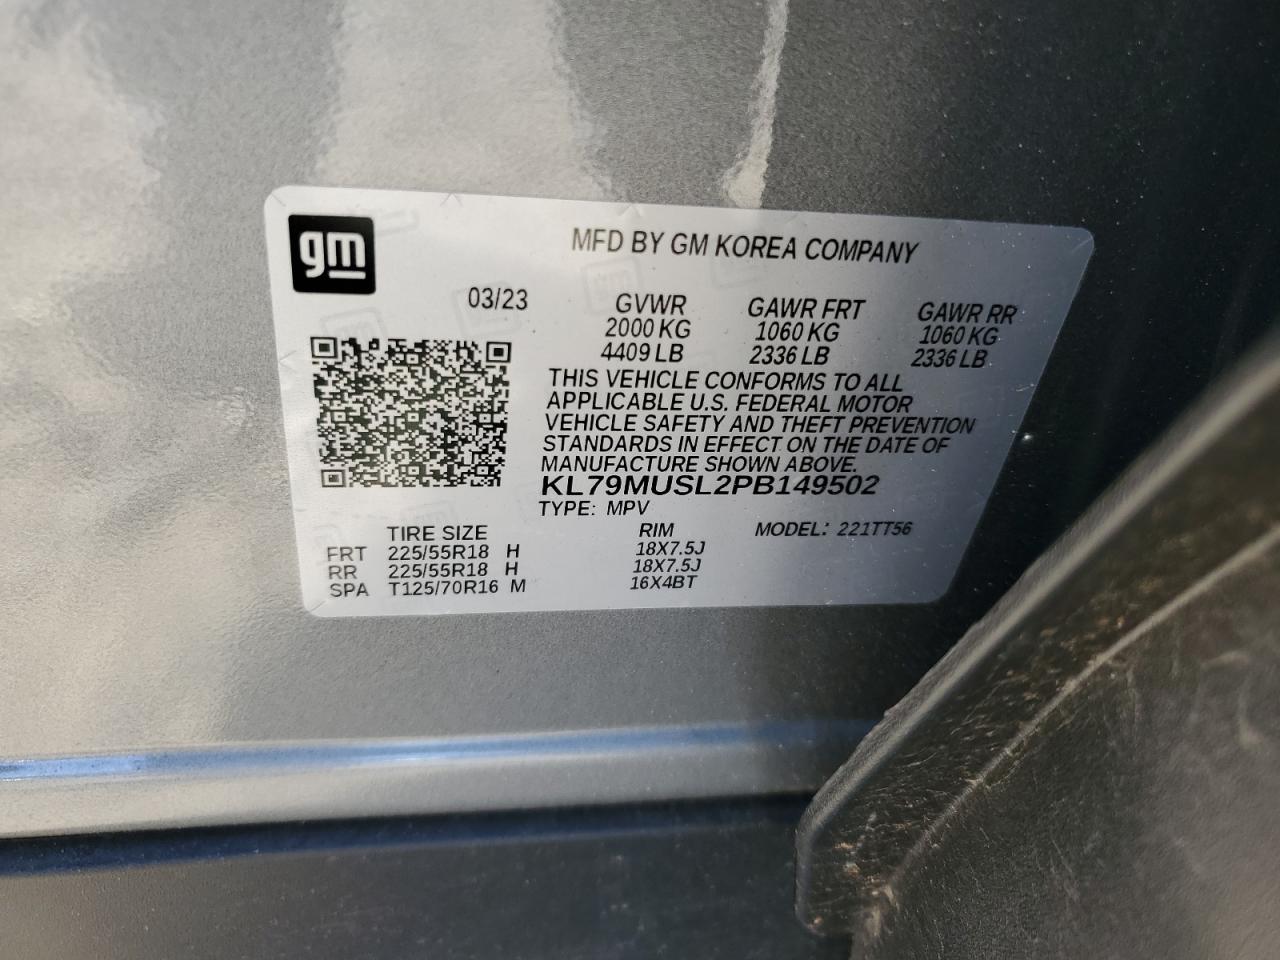 gm
MFD BY GM KOREA COMPANY
03/23
GVWR GAWR FRT GAWR RR
2000 KG 1060 KG 1060 KG
4409 LB 2336 LB 2336 LB
THIS VEHICLE CONFORMS TO ALL
APPLICABLE U.S. FEDERAL MOTOR
VEHICLE SAFETY AND THEFT PREVENTION
STANDARDS IN EFFECT ON THE DATE OF
MANUFACTURE SHOWN ABOVE.
KL79MUSL2PB149502
TYPE: MPV
TIRE SIZE RIM MODEL: 221TT56
FRT 225/55R18 H 18X7.5J
RR 225/55R18 H 18X7.5J
SPA T125/70R16 M 16X4BT